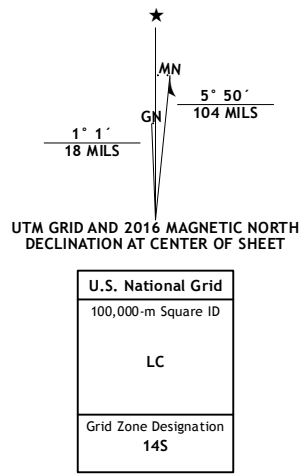 MN
GN
5° 50´
104 MILS
1° 1´
18 MILS
UTM GRID AND 2016 MAGNETIC NORTH
DECLINATION AT CENTER OF SHEET
U.S. National Grid
100,000-m Square ID
LC
Grid Zone Designation
14S